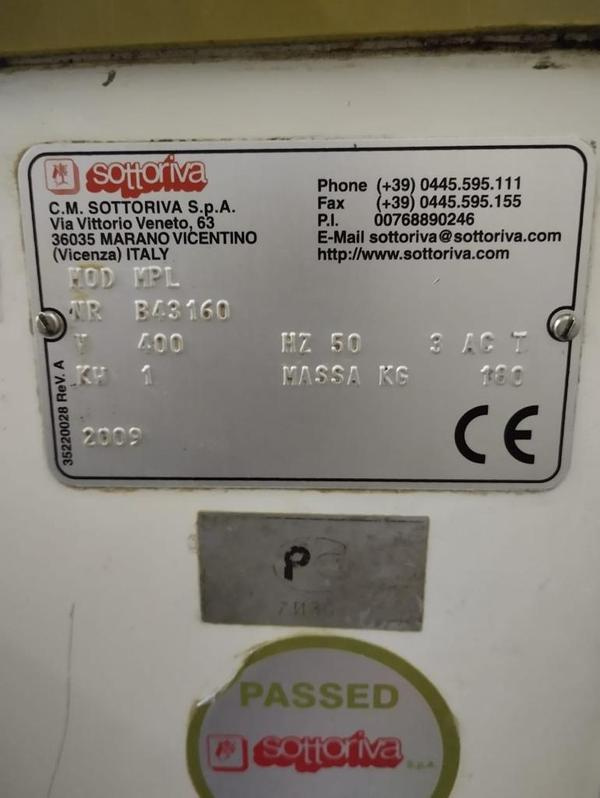 sottoriva
C.M. SOTTORIVA S.p.A.
Via Vittorio Veneto, 63
36035 MARANO VICENTINO
(Vicenza) ITALY
Phone (+39) 0445.595.111
Fax (+39) 0445.595.155
P.I. 00768890246
E-Mail sottoriva@sottoriva.com
http://www.sottoriva.com
MOD MPL
NR B43160
V 400 HZ 50 3 AC T
KW 1 MASSA KG 180
2009
CE
35220028 ReV. A
P
PASSED
sottoriva s.p.a.